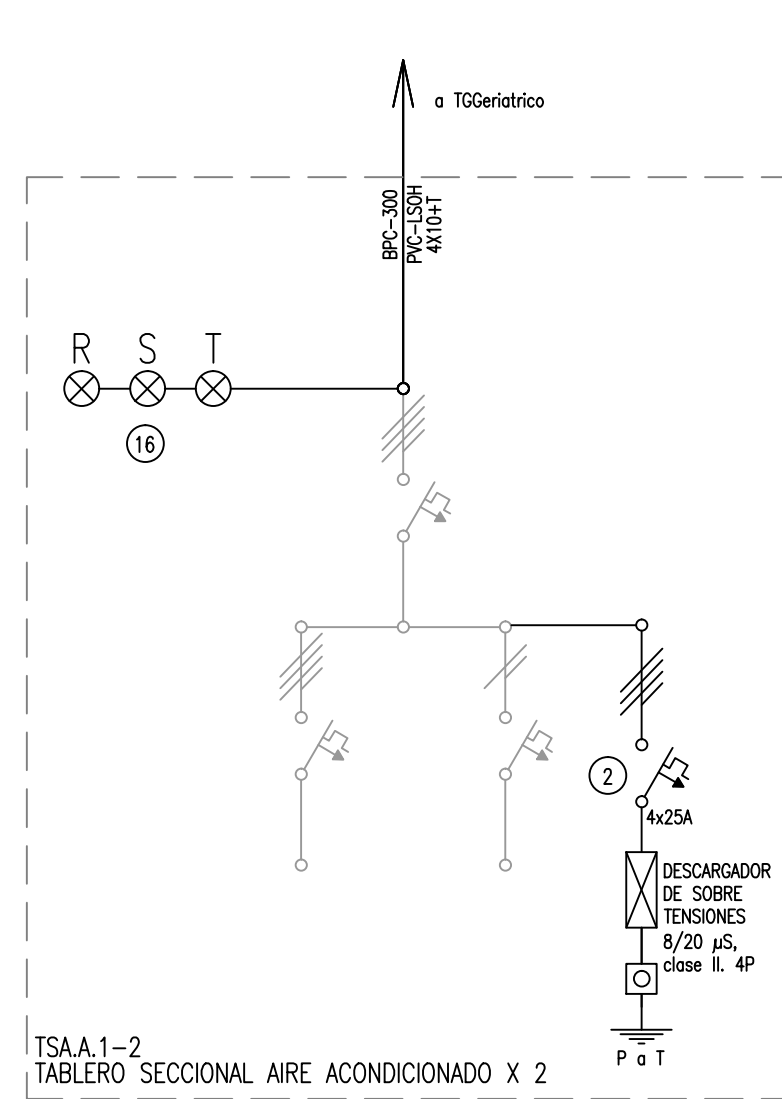 a TGGeriatrico
BPC-300
PVC-LSOH
4X10+T
R S T
16
2
4x25A
DESCARGADOR
DE SOBRE
TENSIONES
8/20 µS,
clase II. 4P
P a T
TSA.A.1-2
TABLERO SECCIONAL AIRE ACONDICIONADO X 2